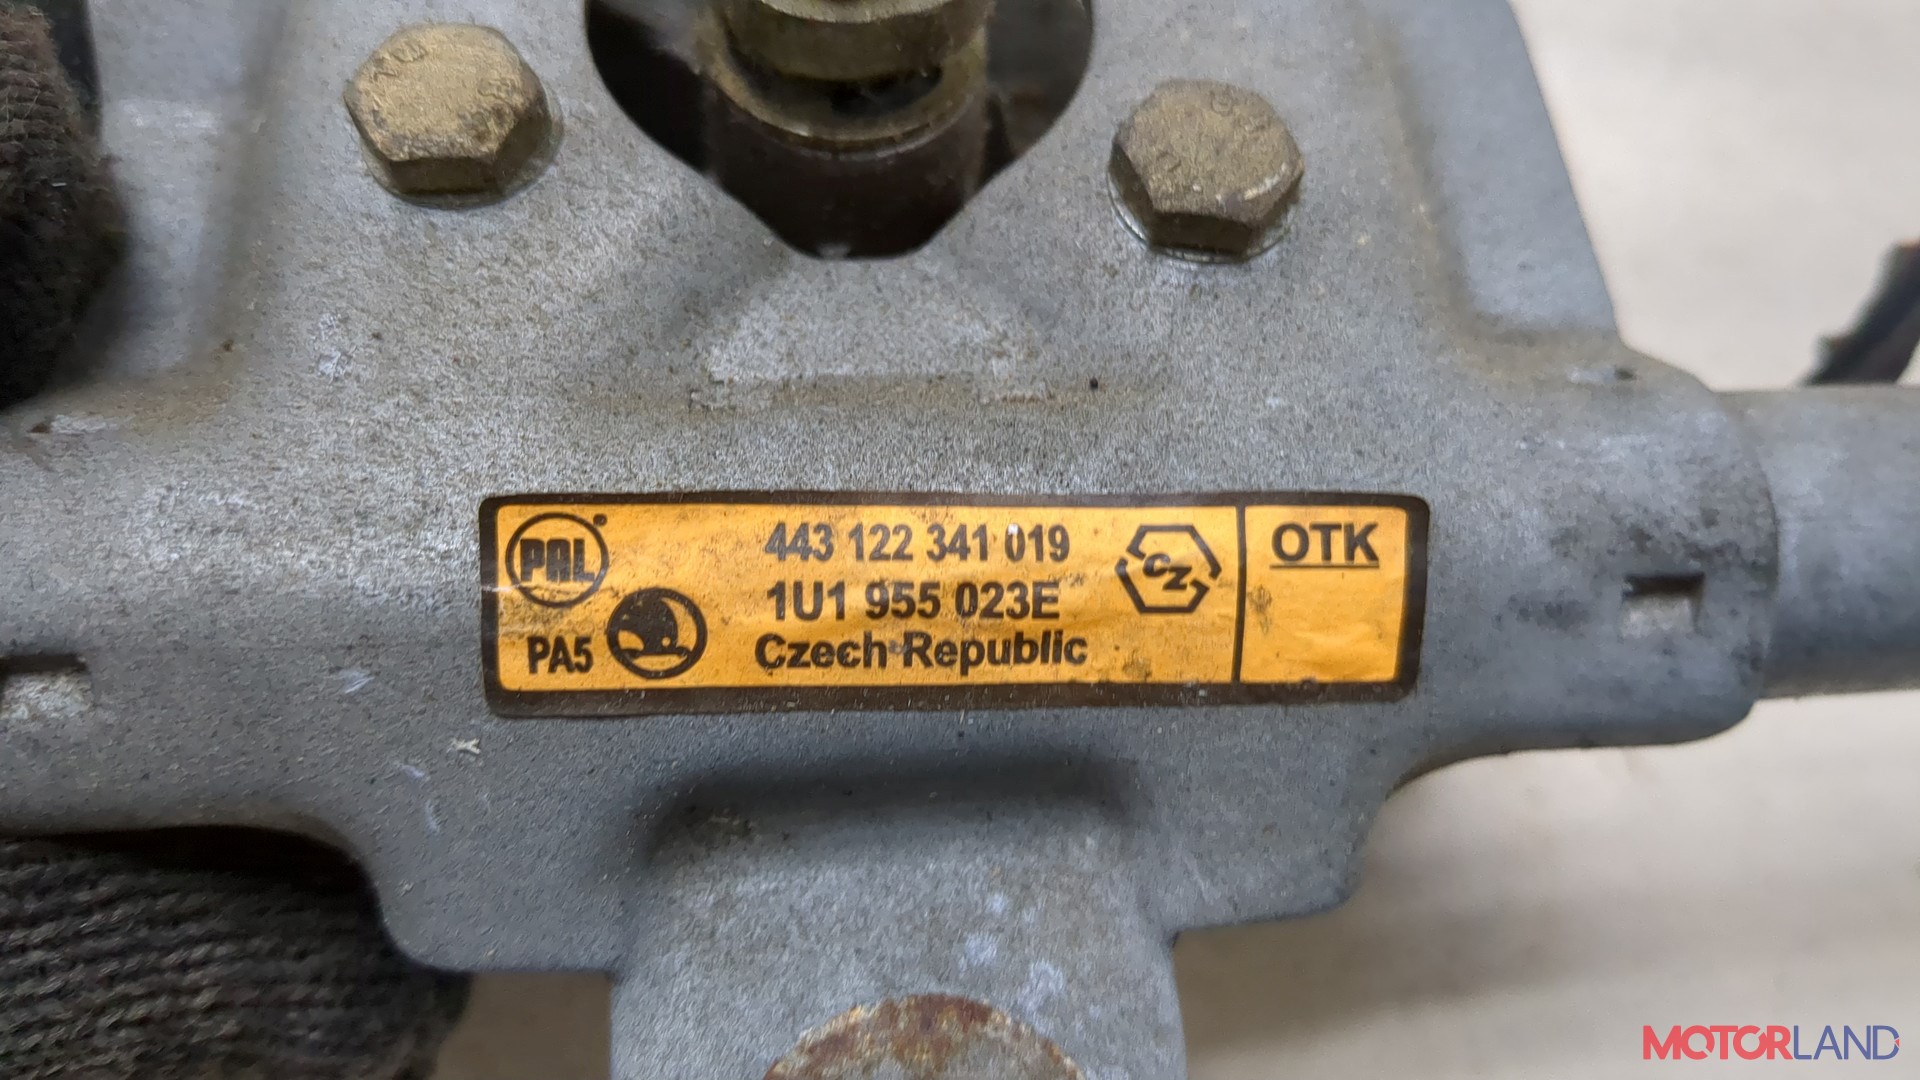 PAL®
443 122 341 019
CZ
OTK
1U1 955 023E
PA5
Czech Republic
MOTORLAND